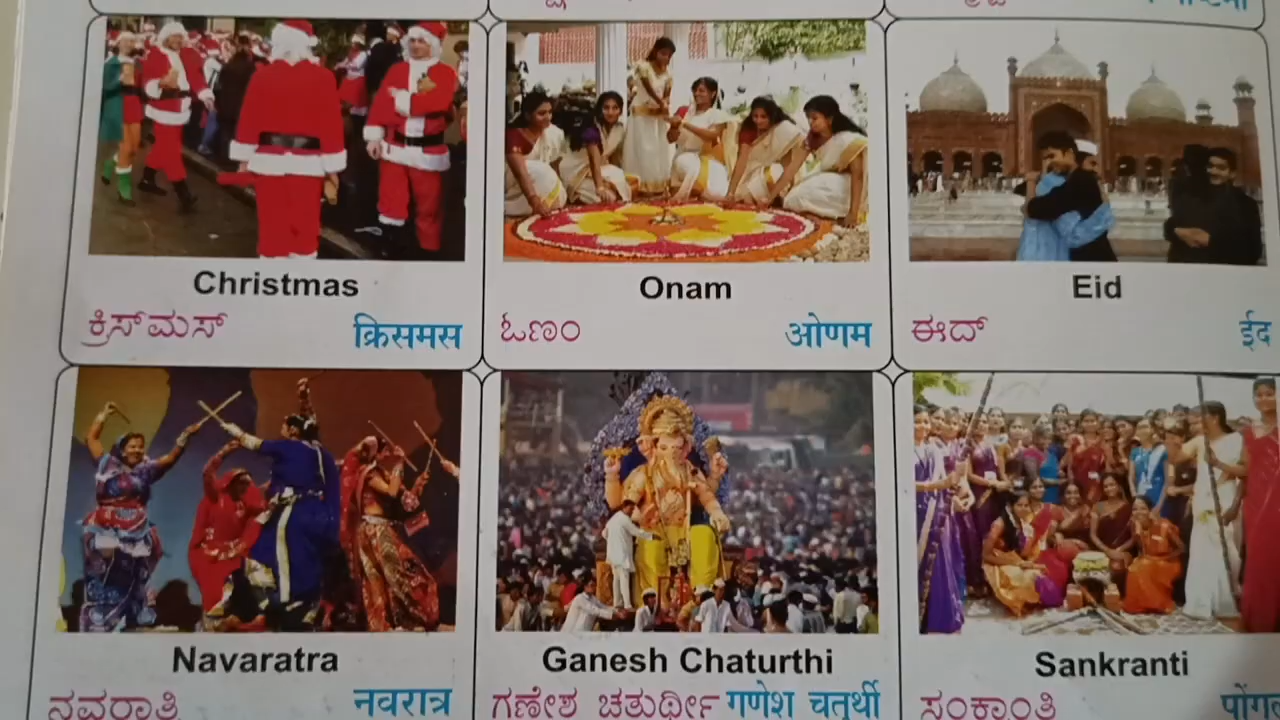 Christmas
ಕ್ರಿಸ್‌ಮಸ್ क्रिसमस
Onam
ಓಣಂ ओणम
Eid
ಈದ್ ईद
Navaratra
ನವರಾತ್ರಿ नवरात्र
Ganesh Chaturthi
ಗಣೇಶ ಚತುರ್ಥೀ गणेश चतुर्थी
Sankranti
ಸಂಕ್ರಾಂತಿ